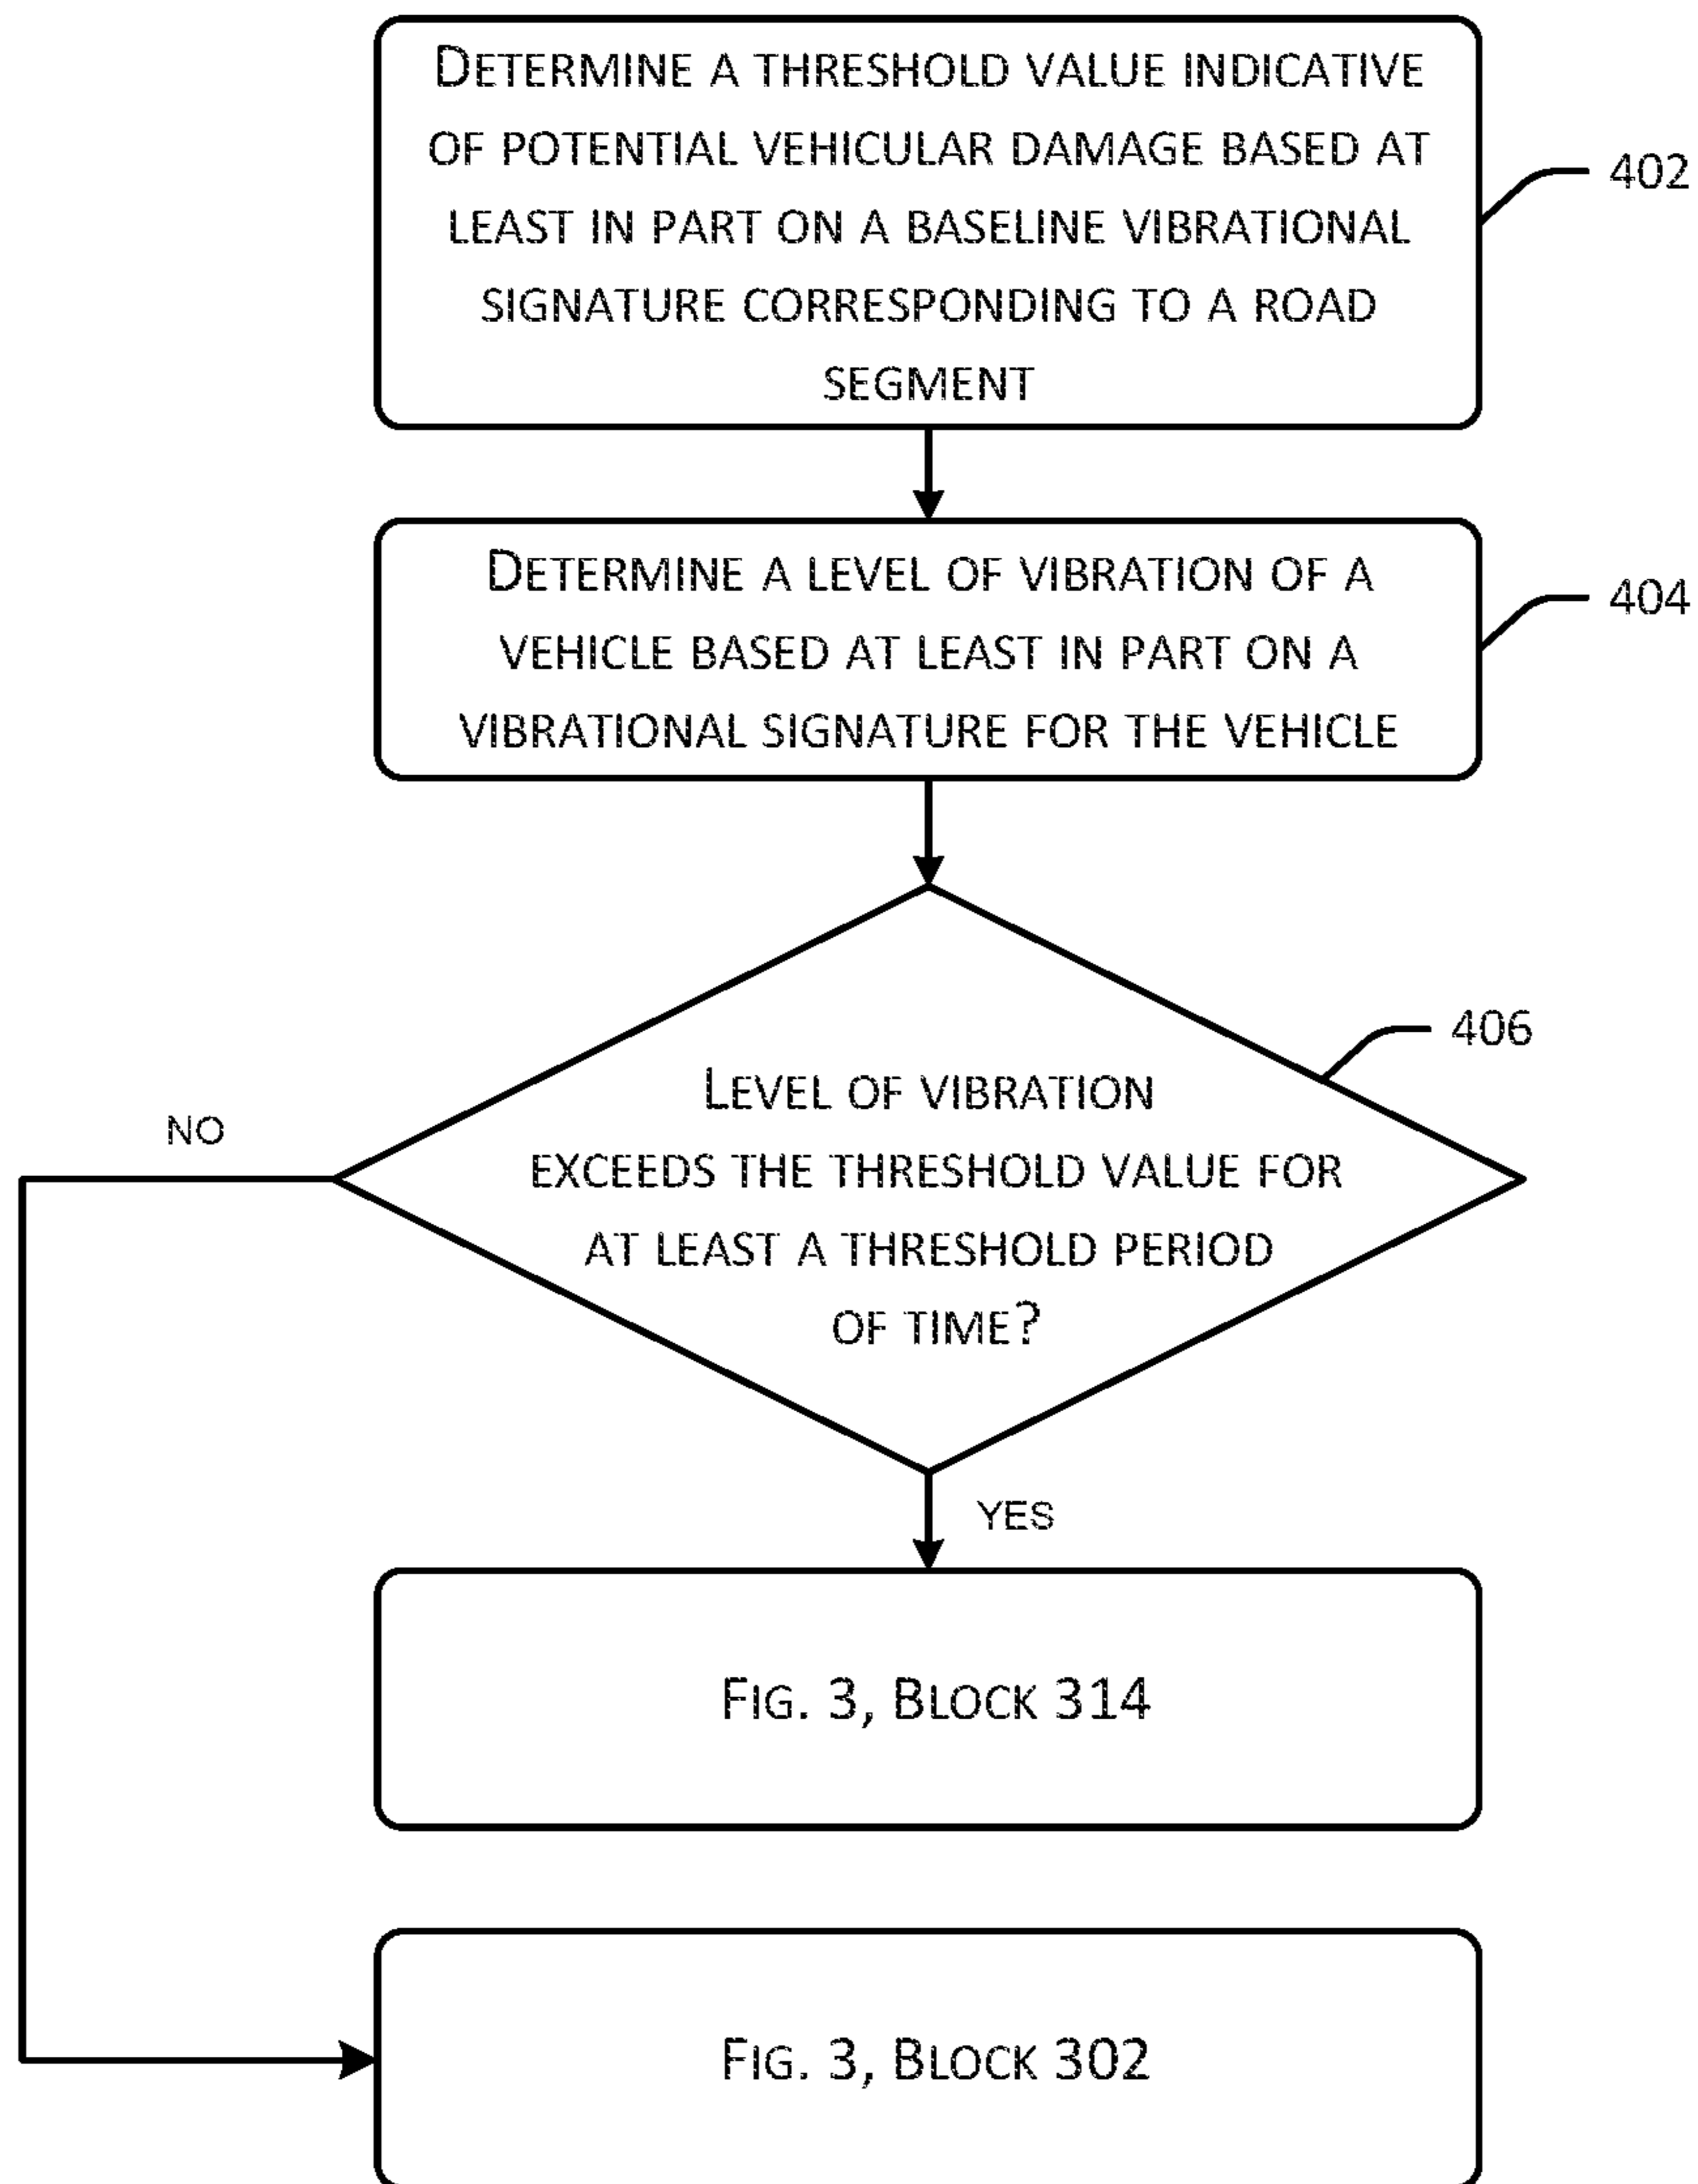 DETERMINE A THRESHOLD VALUE INDICATIVE
OF POTENTIAL VEHICULAR DAMAGE BASED AT
LEAST IN PART ON A BASELINE VIBRATIONAL
SIGNATURE CORRESPONDING TO A ROAD
SEGMENT
402
DETERMINE A LEVEL OF VIBRATION OF A
VEHICLE BASED AT LEAST IN PART ON A
VIBRATIONAL SIGNATURE FOR THE VEHICLE
404
406
LEVEL OF VIBRATION
EXCEEDS THE THRESHOLD VALUE FOR
AT LEAST A THRESHOLD PERIOD
OF TIME?
NO
YES
FIG. 3, BLOCK 314
FIG. 3, BLOCK 302